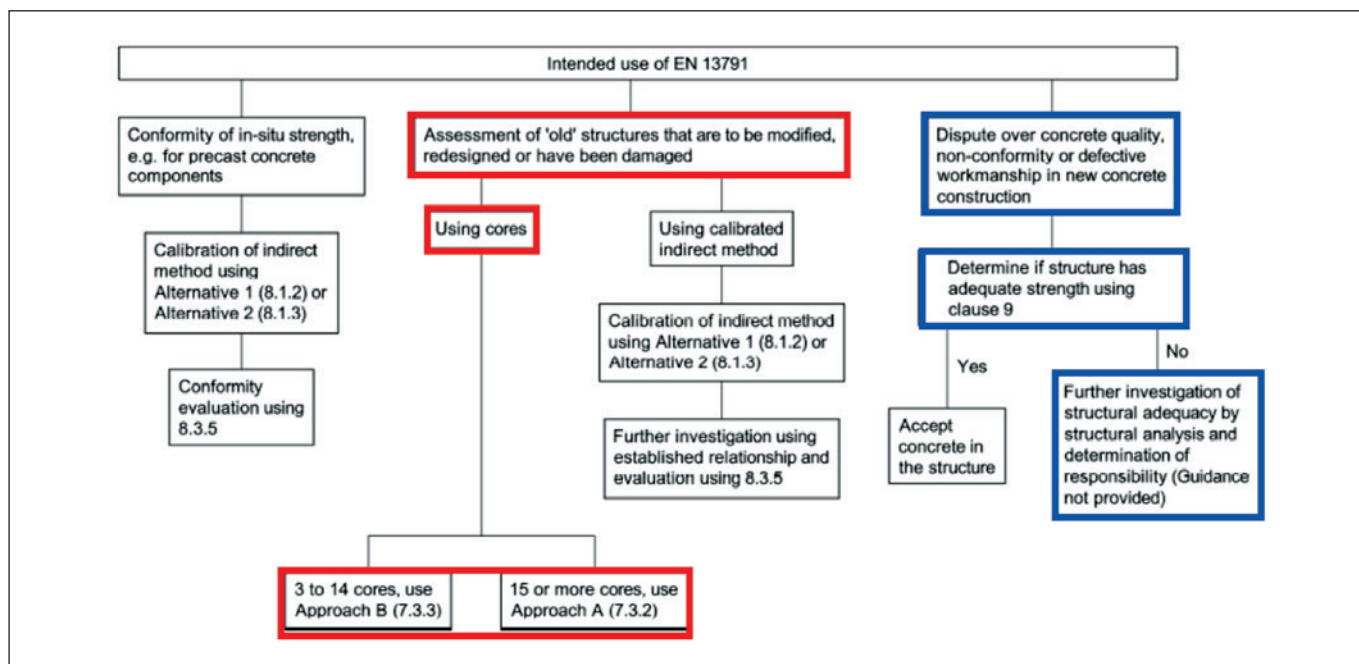 Intended use of EN 13791
Conformity of in-situ strength,
e.g. for precast concrete
components
Calibration of indirect
method using
Alternative 1 (8.1.2) or
Alternative 2 (8.1.3)
Conformity
evaluation using
8.3.5
Assessment of 'old' structures that are to be modified,
redesigned or have been damaged
Using cores
3 to 14 cores, use
Approach B (7.3.3)
15 or more cores, use
Approach A (7.3.2)
Using calibrated
indirect method
Calibration of indirect method
using Alternative 1 (8.1.2) or
Alternative 2 (8.1.3)
Further investigation using
established relationship and
evaluation using 8.3.5
Dispute over concrete quality,
non-conformity or defective
workmanship in new concrete
construction
Determine if structure has
adequate strength using
clause 9
Yes
Accept
concrete in
the structure
No
Further investigation of
structural adequacy by
structural analysis and
determination of
responsibility (Guidance
not provided)